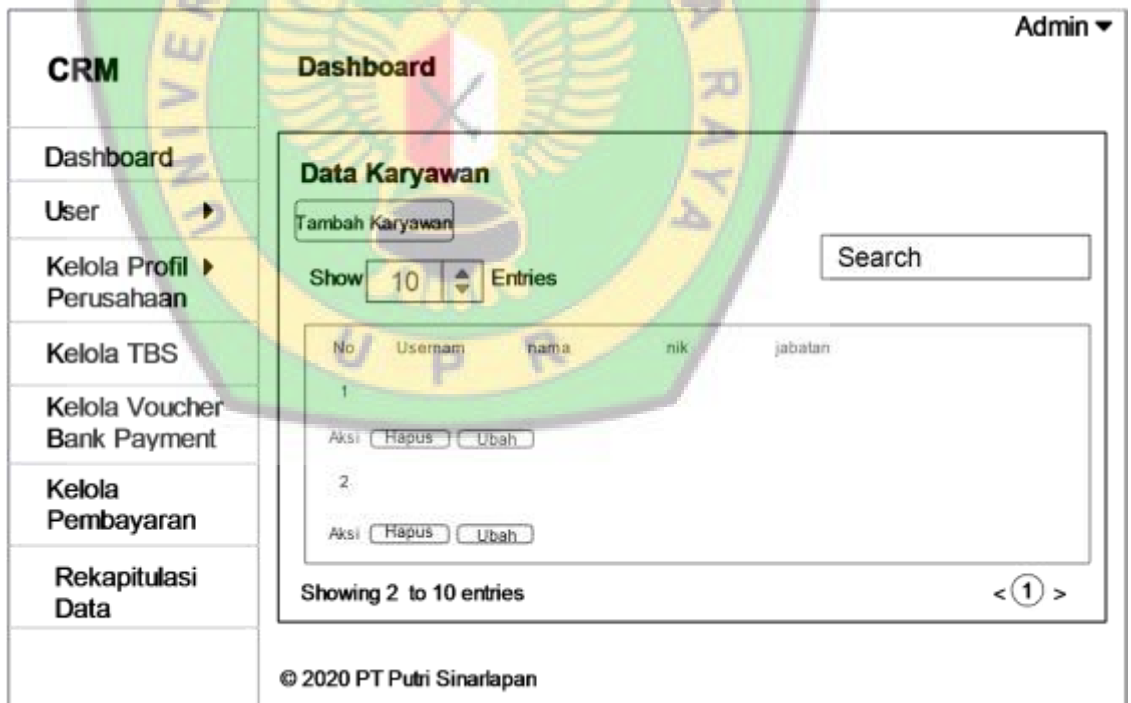 Admin
CRM
Dashboard
Dashboard
User
Kelola Profil
Perusahaan
Kelola TBS
Kelola Voucher
Bank Payment
Kelola
Pembayaran
Rekapitulasi
Data
Data Karyawan
Tambah Karyawan
Show 10 Entries
Search
No Usernam nama nik jabatan
1
Aksi Hapus Ubah
2
Aksi Hapus Ubah
Showing 2 to 10 entries
< 1 >
© 2020 PT Putri Sinarlapan
UPR